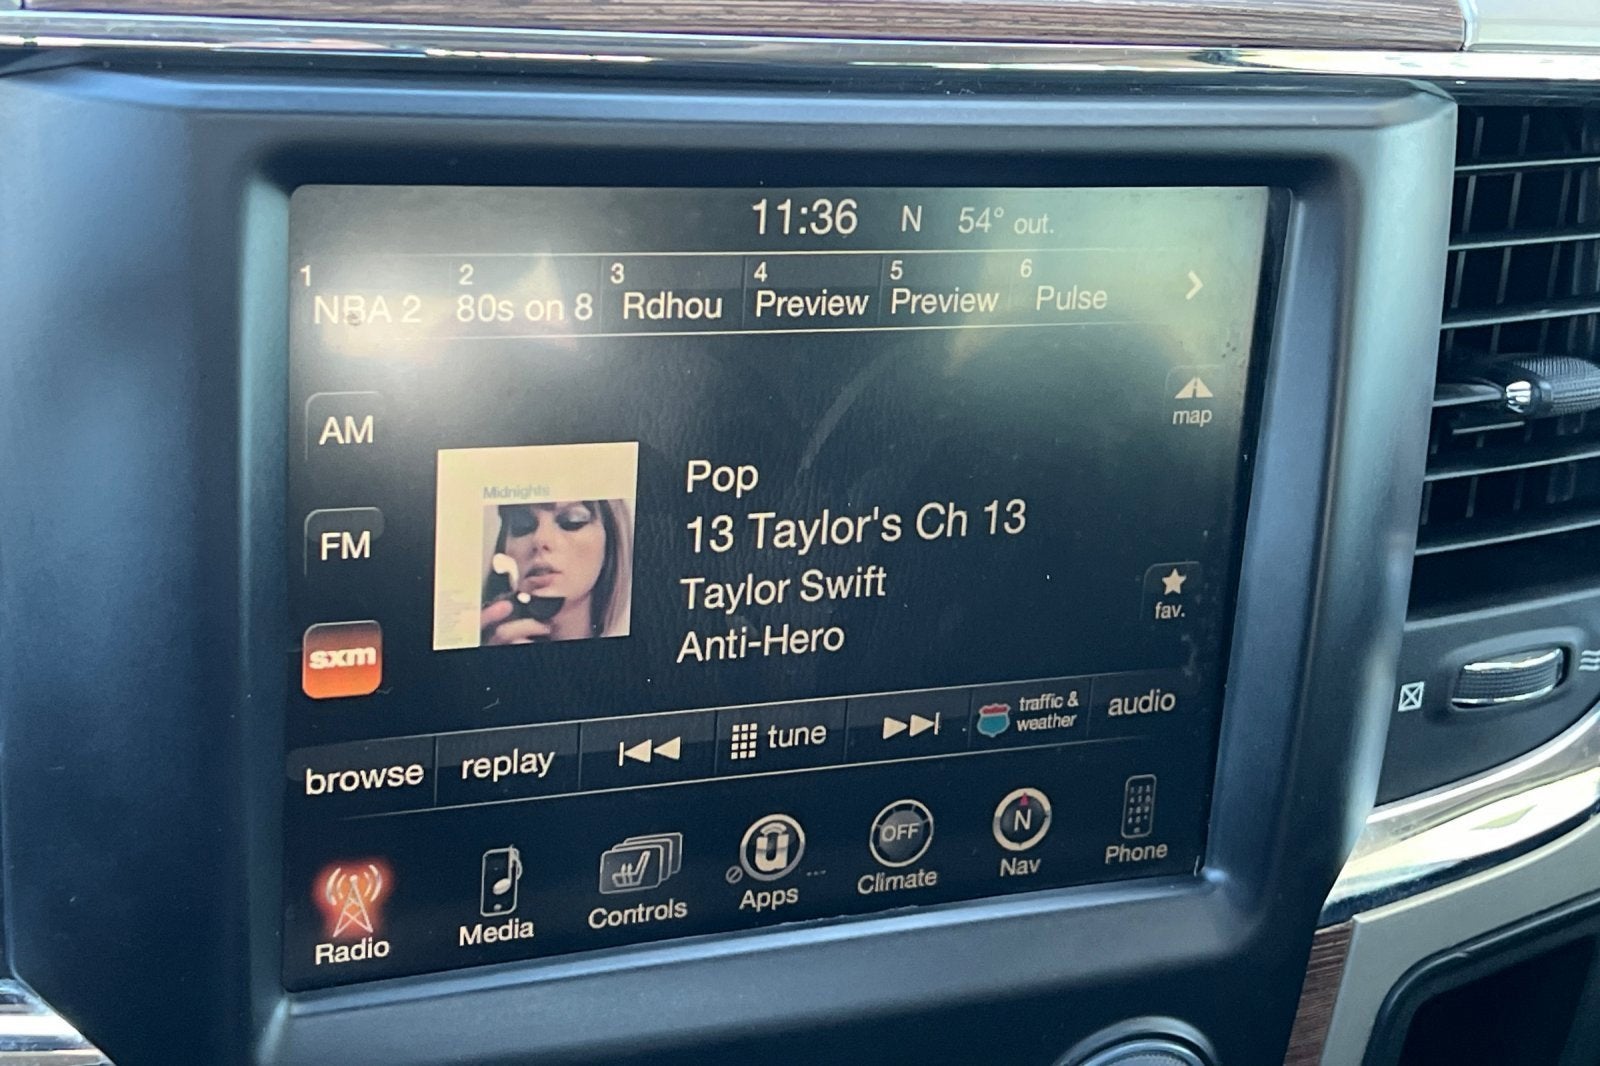 11:36 N 54° out.
1 2 3 4 5 6
NBA 2 80s on 8 Rdhou Preview Preview Pulse
AM
map
Midnights
Pop
13 Taylor's Ch 13
FM
Taylor Swift
fav.
Anti-Hero
sxm
browse replay tune traffic & weather audio
OFF
N
Radio Media Controls Apps Climate Nav Phone